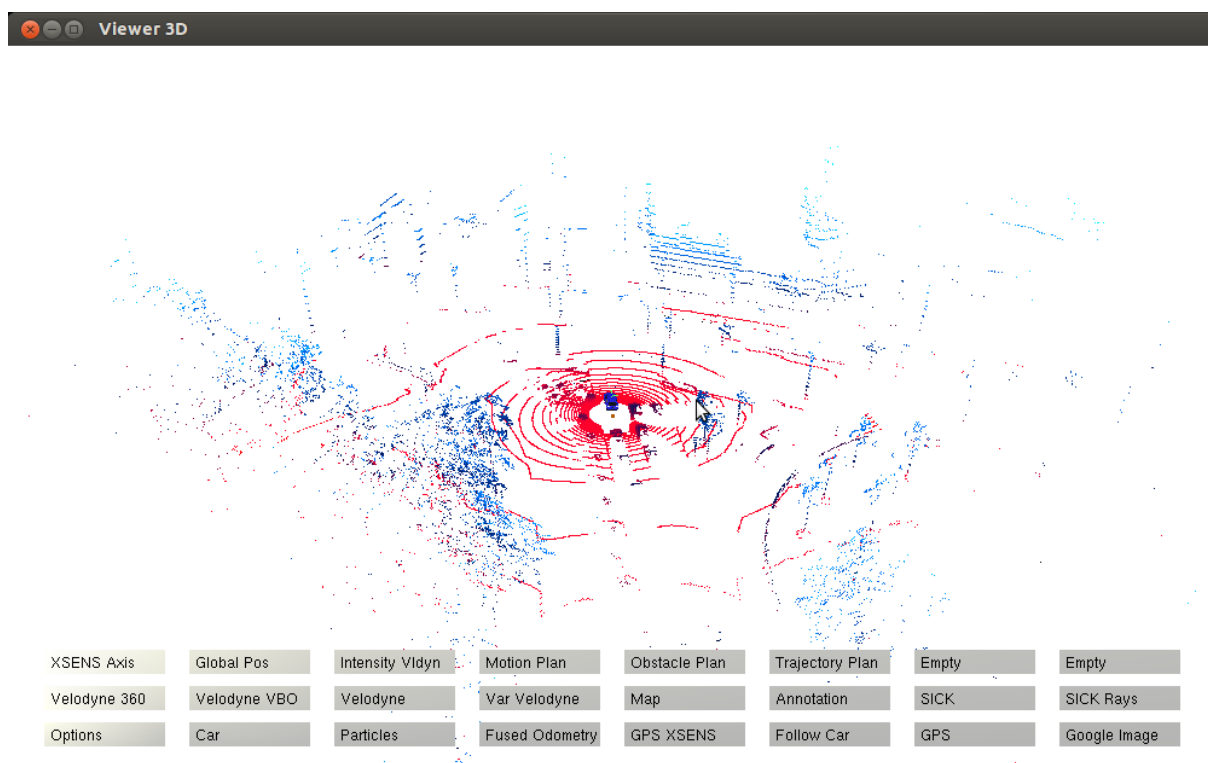 Viewer 3D
XSENS Axis Global Pos Intensity Vldyn Motion Plan Obstacle Plan Trajectory Plan Empty Empty
Velodyne 360 Velodyne VBO Velodyne Var Velodyne Map Annotation SICK SICK Rays
Options Car Particles Fused Odometry GPS XSENS Follow Car GPS Google Image